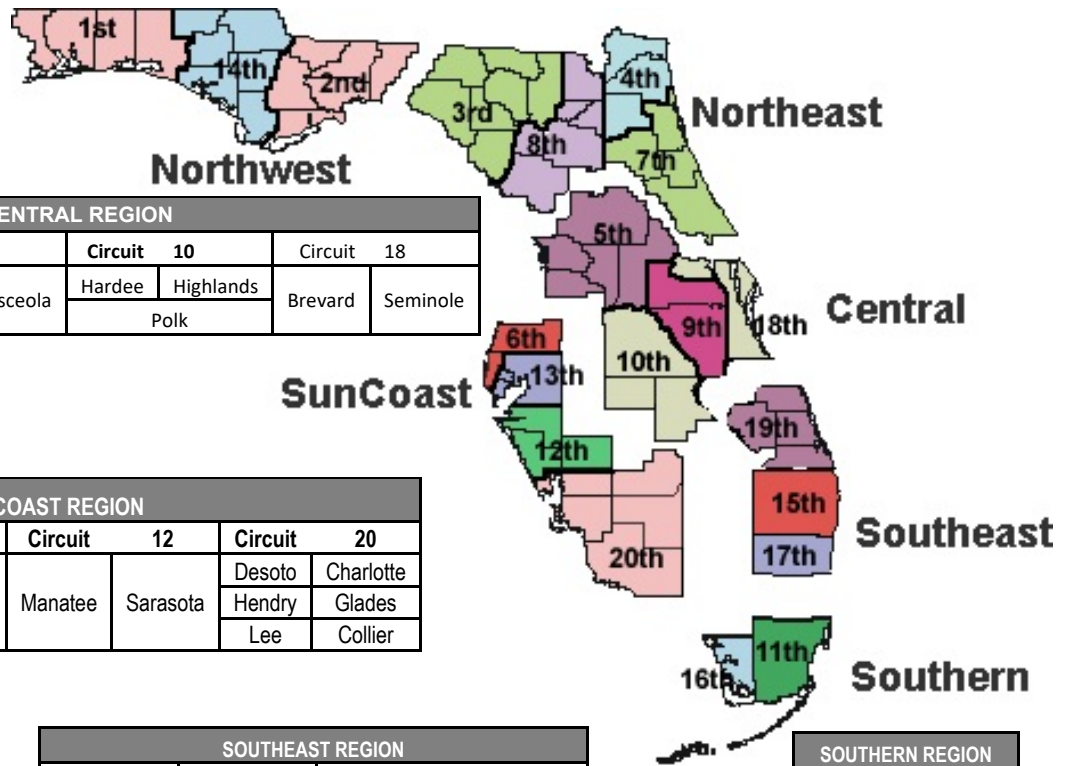 1st
14th
2nd
Northwest
3rd
8th
4th
7th
Northeast
ENTRAL REGION
Circuit 10 Circuit 18
sceola Hardee Highlands Brevard Seminole
Polk
5th
9th
18th
10th
Central
6th
13th
12th
20th
SunCoast
COAST REGION
Circuit 12 Circuit 20
Manatee Sarasota Desoto Charlotte
Hendry Glades
Lee Collier
19th
15th
17th
Southeast
16th
11th
Southern
SOUTHEAST REGION
SOUTHERN REGION